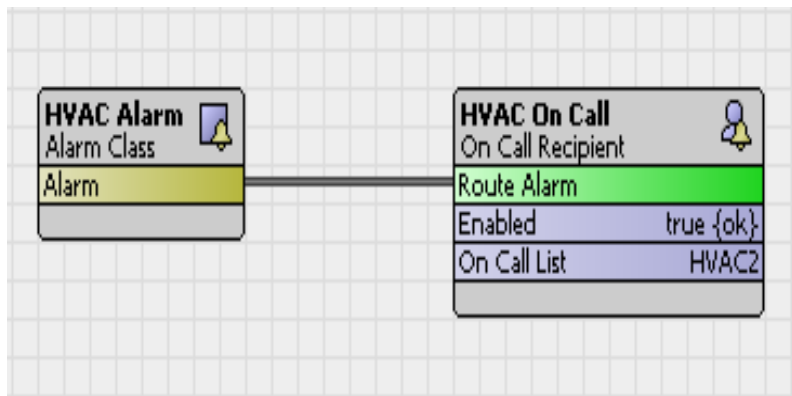 HVAC Alarm
Alarm Class
Alarm
HVAC On Call
On Call Recipient
Route Alarm
Enabled true {ok}
On Call List HVAC2